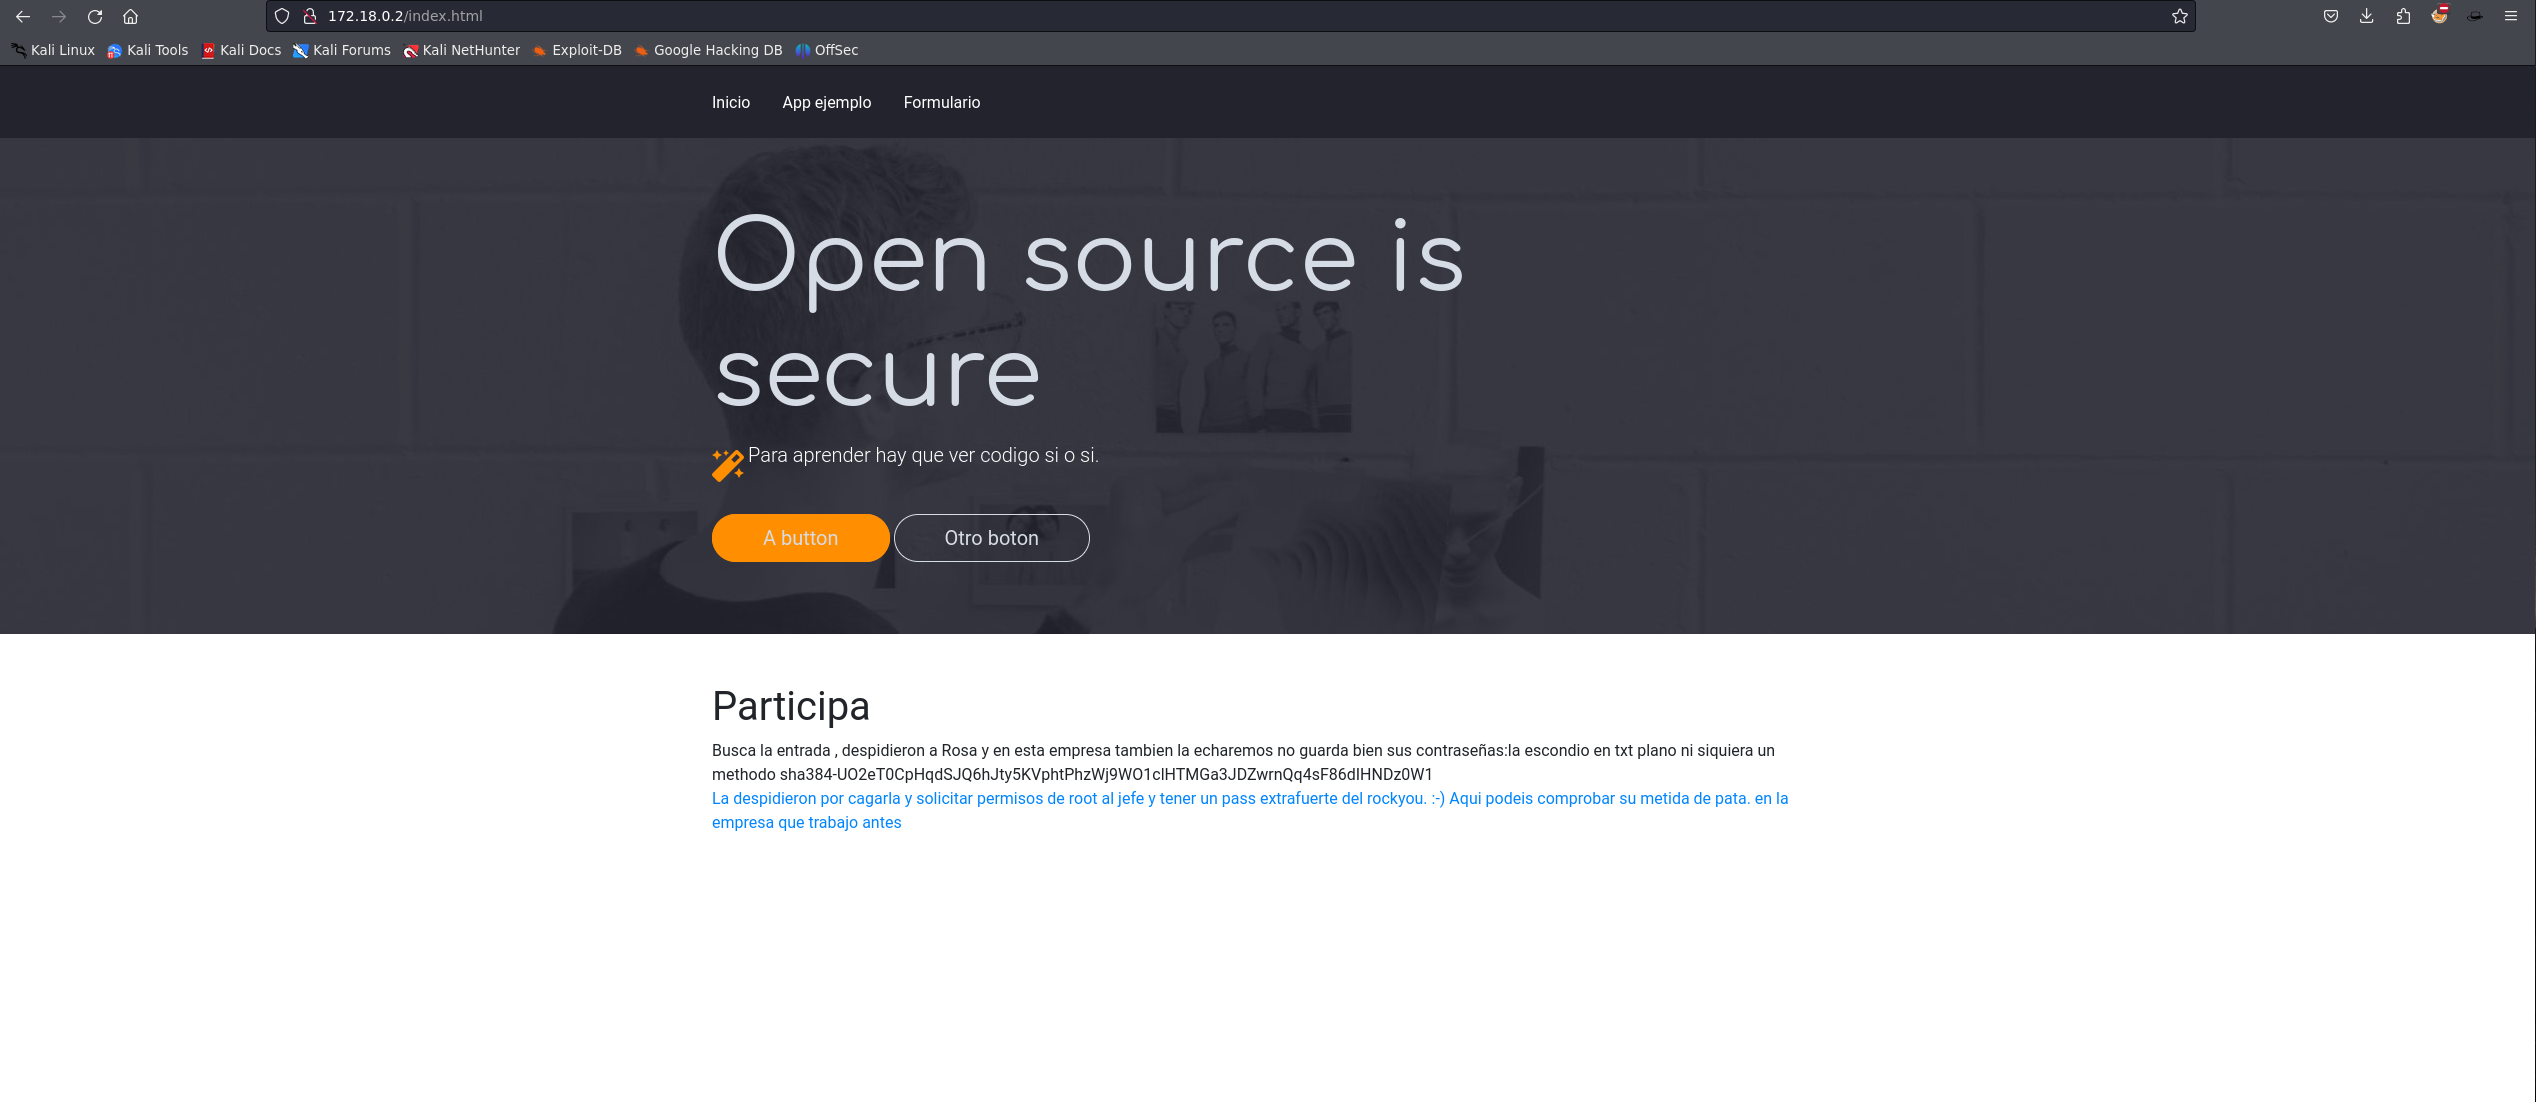 172.18.0.2/index.html
Kali Linux Kali Tools Kali Docs Kali Forums Kali NetHunter Exploit-DB Google Hacking DB OffSec
Inicio App ejemplo Formulario
Open source is
secure
Para aprender hay que ver codigo si o si.
A button Otro boton
Participa
Busca la entrada , despidieron a Rosa y en esta empresa tambien la echaremos no guarda bien sus contraseñas:la escondio en txt plano ni siquiera un
methodo sha384-UO2eT0CpHqdSJQ6hJty5KVphtPhzWj9WO1clHTMGa3JDZwrnQq4sF86dIHNDz0W1
La despidieron por cagarla y solicitar permisos de root al jefe y tener un pass extrafuerte del rockyou. :-) Aqui podeis comprobar su metida de pata. en la
empresa que trabajo antes